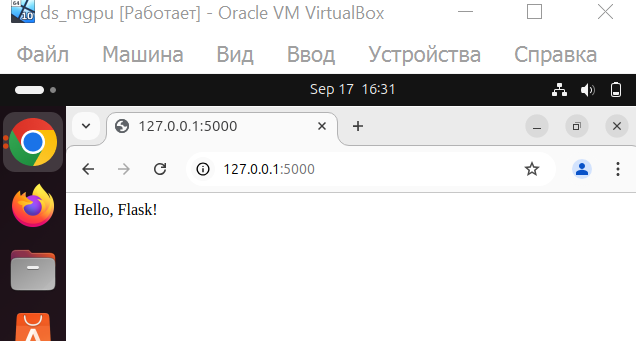 ds_mgpu [Работает] - Oracle VM VirtualBox
Файл Машина Вид Ввод Устройства Справка
Sep 17 16:31
127.0.0.1:5000
127.0.0.1:5000
Hello, Flask!